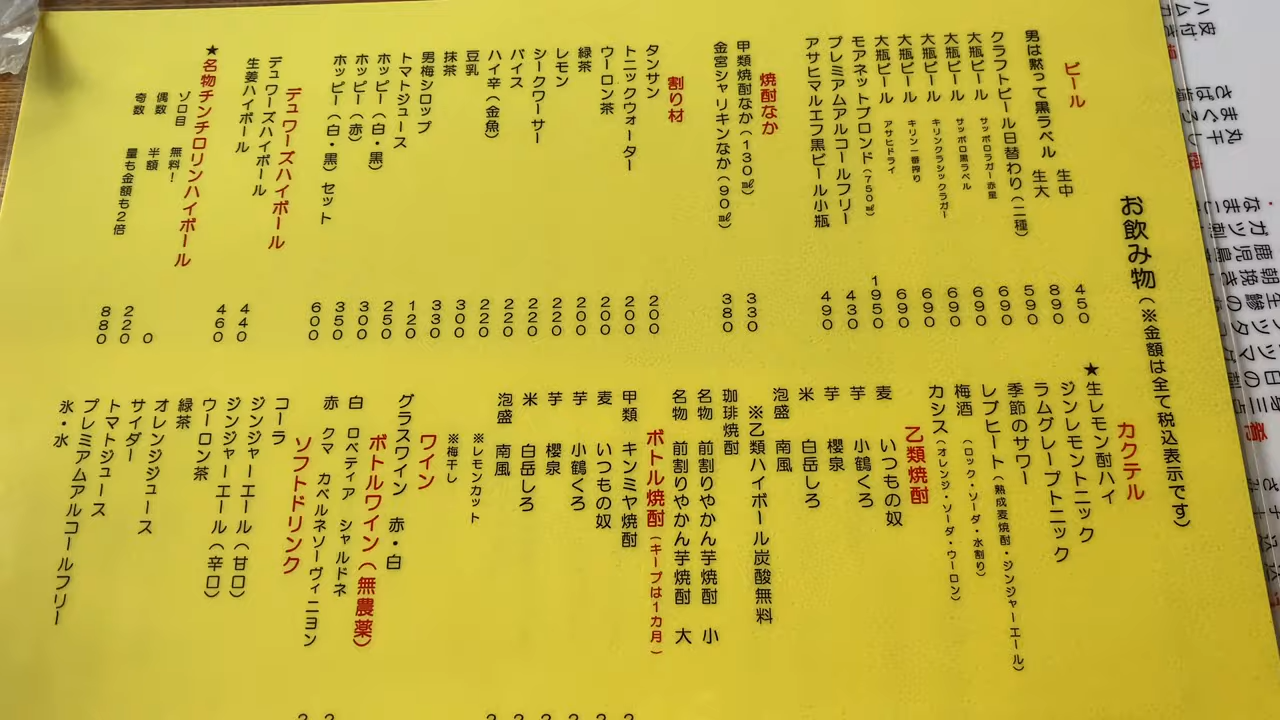 お飲み物(※金額は全て税込表示です)
ビール
男は黙って黒ラベル 生中 450
生大 890
クラフトビール日替わり(二種) 590
大瓶ビール サッポロラガー赤星 690
大瓶ビール サッポロ黒ラベル 690
大瓶ビール キリンクラシックラガー 690
大瓶ビール キリン一番搾り 690
大瓶ビール アサヒドライ 690
モアネットブロンド(750㎖) 1950
プレミアムアルコールフリー 430
アサヒマルエフ黒ビール小瓶 490
焼酎なか
甲類焼酎なか(130㎖) 330
金宮シャリキンなか(90㎖) 380
割り材
タンサン 200
トニックウォーター 200
ウーロン茶 200
緑茶 200
レモン 220
シークワーサー 220
バイス 220
ハイ辛(金魚) 220
豆乳 220
抹茶 300
男梅シロップ 330
トマトジュース 120
ホッピー(白・黒) 250
ホッピー(赤) 300
ホッピー(白・黒)セット 350
600
デュワーズハイボール
デュワーズハイボール 440
生姜ハイボール 460
★名物チンチロリンハイボール
ゾロ目 無料! 0
偶数 半額 220
奇数 量も金額も2倍 880
カクテル
★生レモン酎ハイ
ジンレモントニック
ラムグレープトニック
季節のサワー
レブヒート(熟成麦焼酎・ジンジャーエール)
梅酒(ロック・ソーダ・水割り)
カシス(オレンジ・ソーダ・ウーロン)
乙類焼酎
麦 いつもの奴
芋 小鶴くろ
芋 櫻泉
米 白岳しろ
泡盛 南風
※乙類ハイボール炭酸無料
珈琲焼酎
名物 前割りやかん芋焼酎 小
名物 前割りやかん芋焼酎 大
ボトル焼酎(キープは1カ月)
甲類 キンミヤ焼酎
麦 いつもの奴
芋 小鶴くろ
芋 櫻泉
米 白岳しろ
泡盛 南風
※レモンカット
※梅干し
ワイン
グラスワイン 赤・白
ボトルワイン(無農薬)
白 ロベティア シャルドネ
赤 クマ カベルネソーヴィニヨン
ソフトドリンク
コーラ
ジンジャーエール(甘口)
ジンジャーエール(辛口)
ウーロン茶
緑茶
オレンジジュース
サイダー
トマトジュース
プレミアムアルコールフリー
氷・水